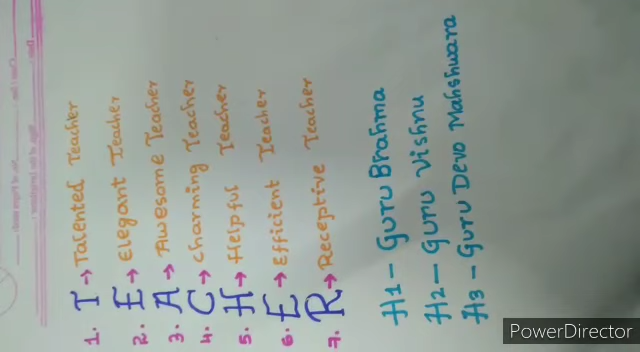 1. T → Talented Teacher
2. E → Elegant Teacher
3. A → Awesome Teacher
4. C → charming Teacher
5. H → Helpful Teacher
6. E → Efficient Teacher
7. R → Receptive Teacher
H1 - GURU Brahma
H2 - GURU Vishnu
H3 - GURU Devo Maheshwara
PowerDirector